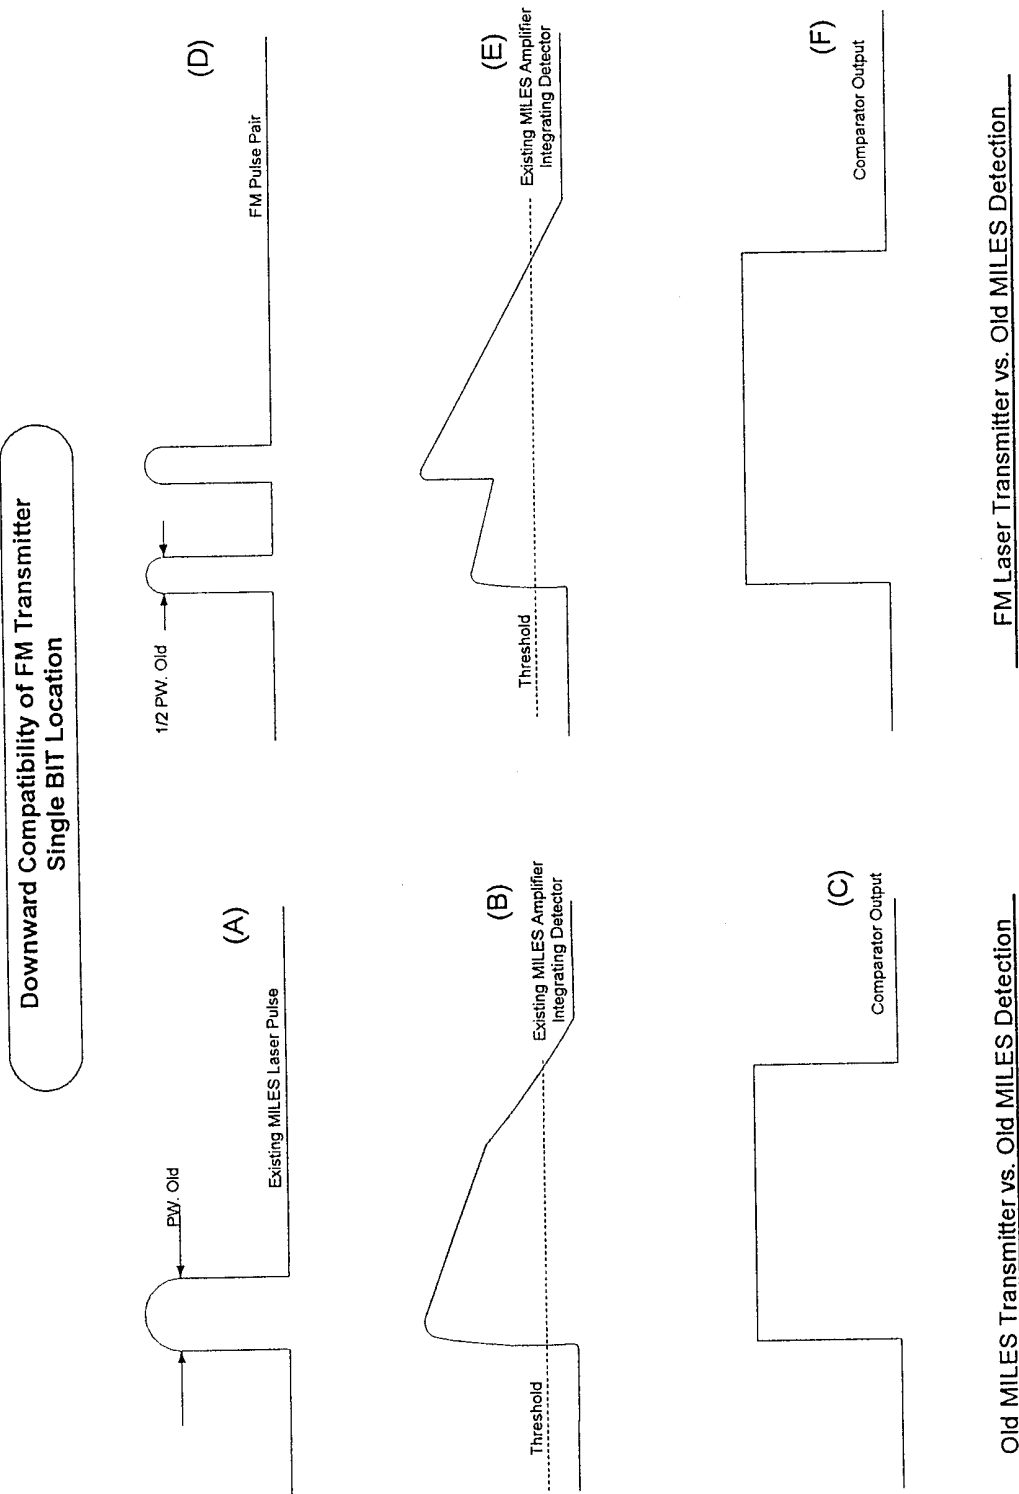 Downward Compatibility of FM Transmitter
Single BIT Location
PW. Old
Existing MILES Laser Pulse
(A)
Threshold
Existing MILES Amplifier
Integrating Detector
(B)
Comparator Output
(C)
Old MILES Transmitter vs. Old MILES Detection
1/2 PW. Old
FM Pulse Pair
(D)
Threshold
Existing MILES Amplifier
Integrating Detector
(E)
Comparator Output
(F)
FM Laser Transmitter vs. Old MILES Detection